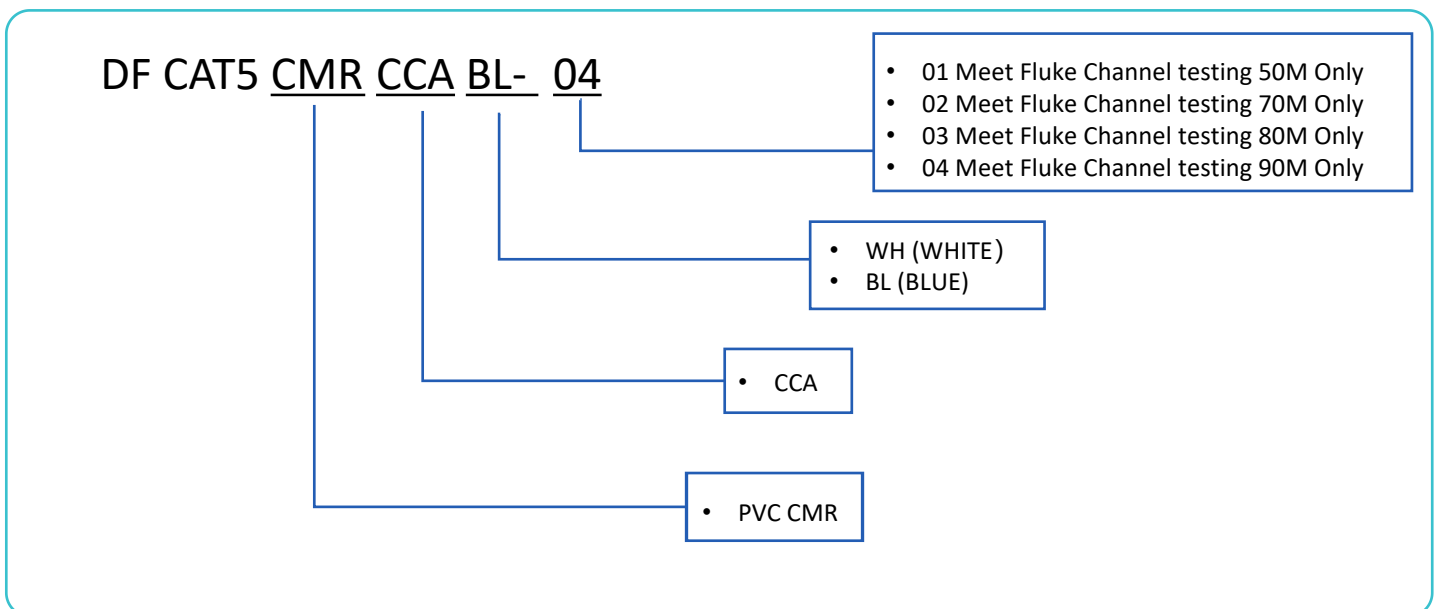 DF CAT5 CMR CCA BL- 04
• 01 Meet Fluke Channel testing 50M Only
• 02 Meet Fluke Channel testing 70M Only
• 03 Meet Fluke Channel testing 80M Only
• 04 Meet Fluke Channel testing 90M Only
• WH (WHITE）
• BL (BLUE)
• CCA
• PVC CMR